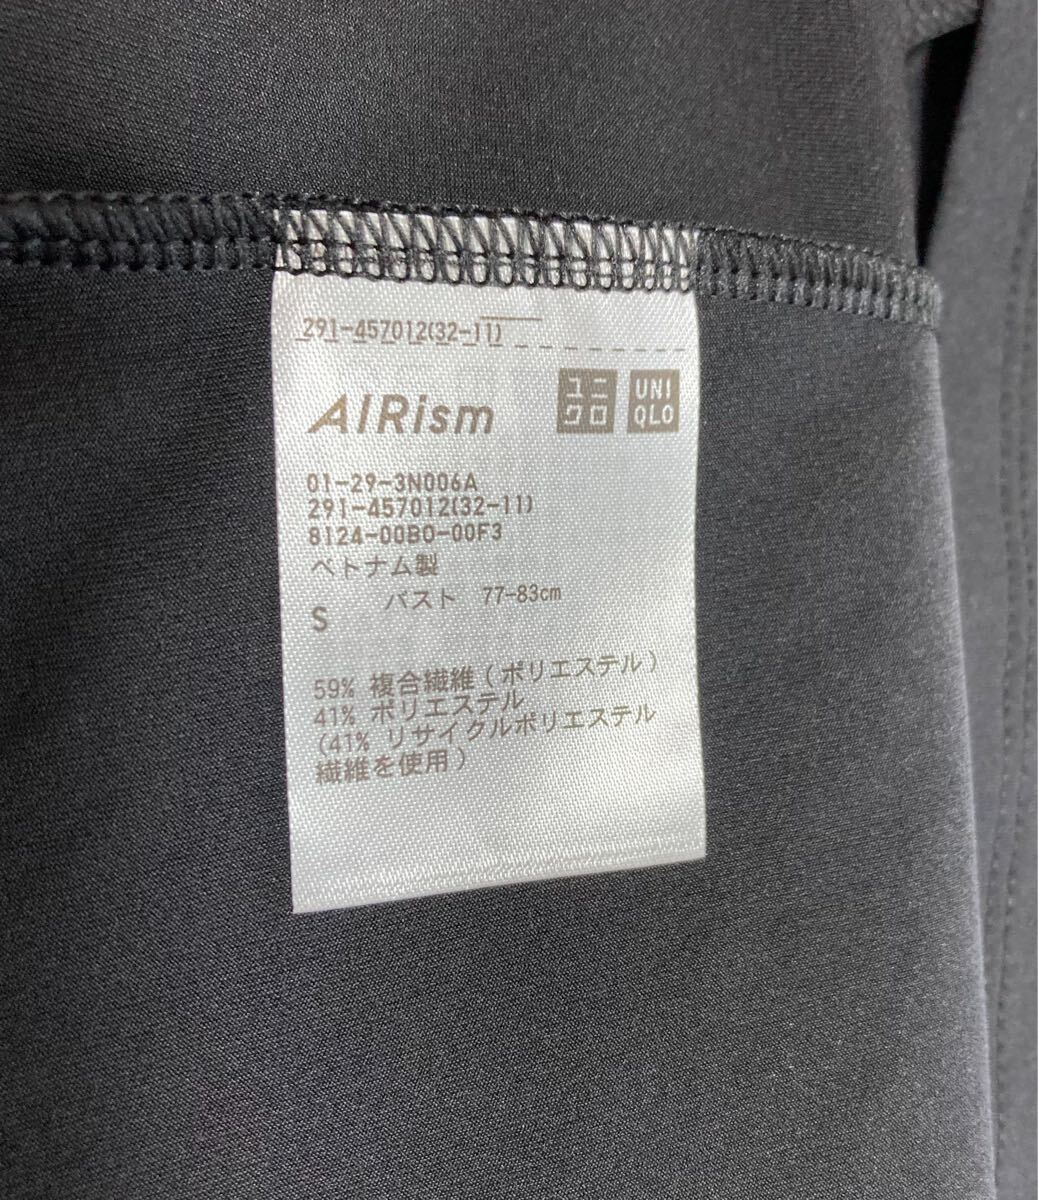 291-457012(32-11)
AIRism
ユニ
クロ
UNI
QLO
01-29-3N006A
291-457012(32-11)
8124-00BO-00F3
ベトナム製
S バスト 77-83cm
59% 複合繊維(ポリエステル)
41% ポリエステル
(41% リサイクルポリエステル
繊維を使用)